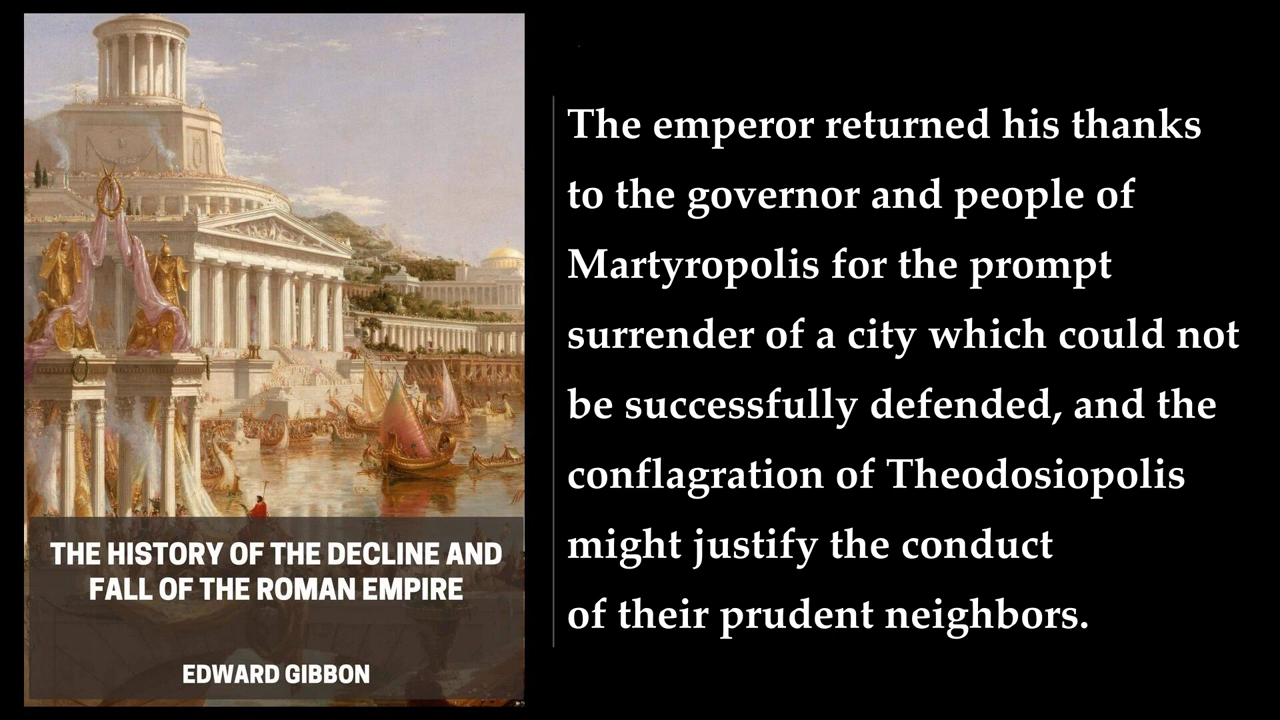 THE HISTORY OF THE DECLINE AND
FALL OF THE ROMAN EMPIRE
EDWARD GIBBON
The emperor returned his thanks
to the governor and people of
Martyropolis for the prompt
surrender of a city which could not
be successfully defended, and the
conflagration of Theodosiopolis
might justify the conduct
of their prudent neighbors.